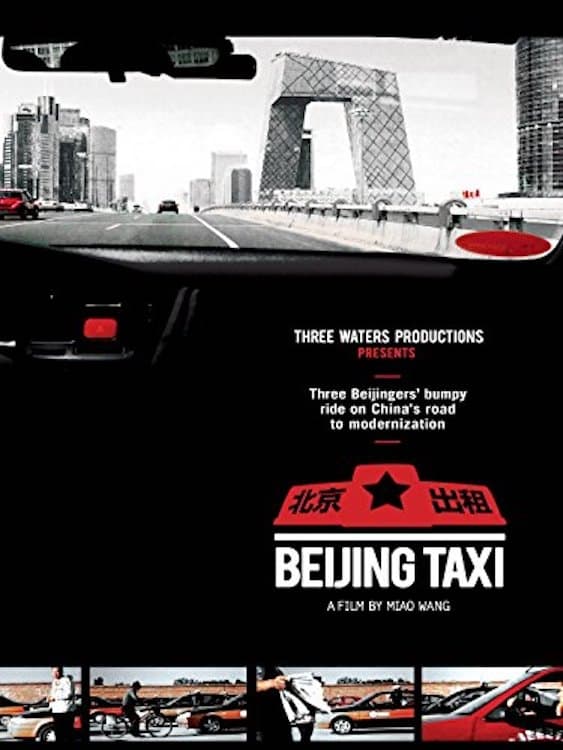 THREE WATERS PRODUCTIONS
PRESENTS
Three Beijingers' bumpy
ride on China's road
to modernization
北京 出租
BEIJING TAXI
A FILM BY MIAO WANG